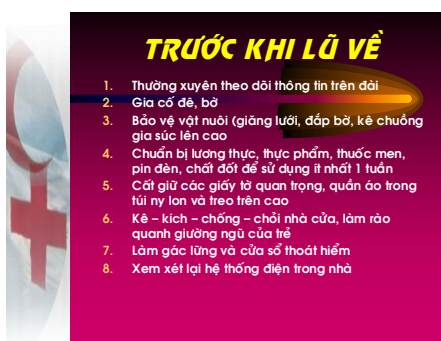 TRƯỚC KHI LŨ VỀ
1. Thường xuyên theo dõi thông tin trên đài
2. Gia cố đê, bờ
3. Bảo vệ vật nuôi (giăng lưới, đắp bờ, kê chuồng
gia súc lên cao
4. Chuẩn bị lương thực, thực phẩm, thuốc men,
pin đèn, chất đốt để sử dụng ít nhất 1 tuần
5. Cất giữ các giấy tờ quan trọng, quần áo trong
túi ny lon và treo trên cao
6. Kê – kích – chống – chỏi nhà cửa, làm rào
quanh giường ngủ của trẻ
7. Làm gác lững và cửa sổ thoát hiểm
8. Xem xét lại hệ thống điện trong nhà